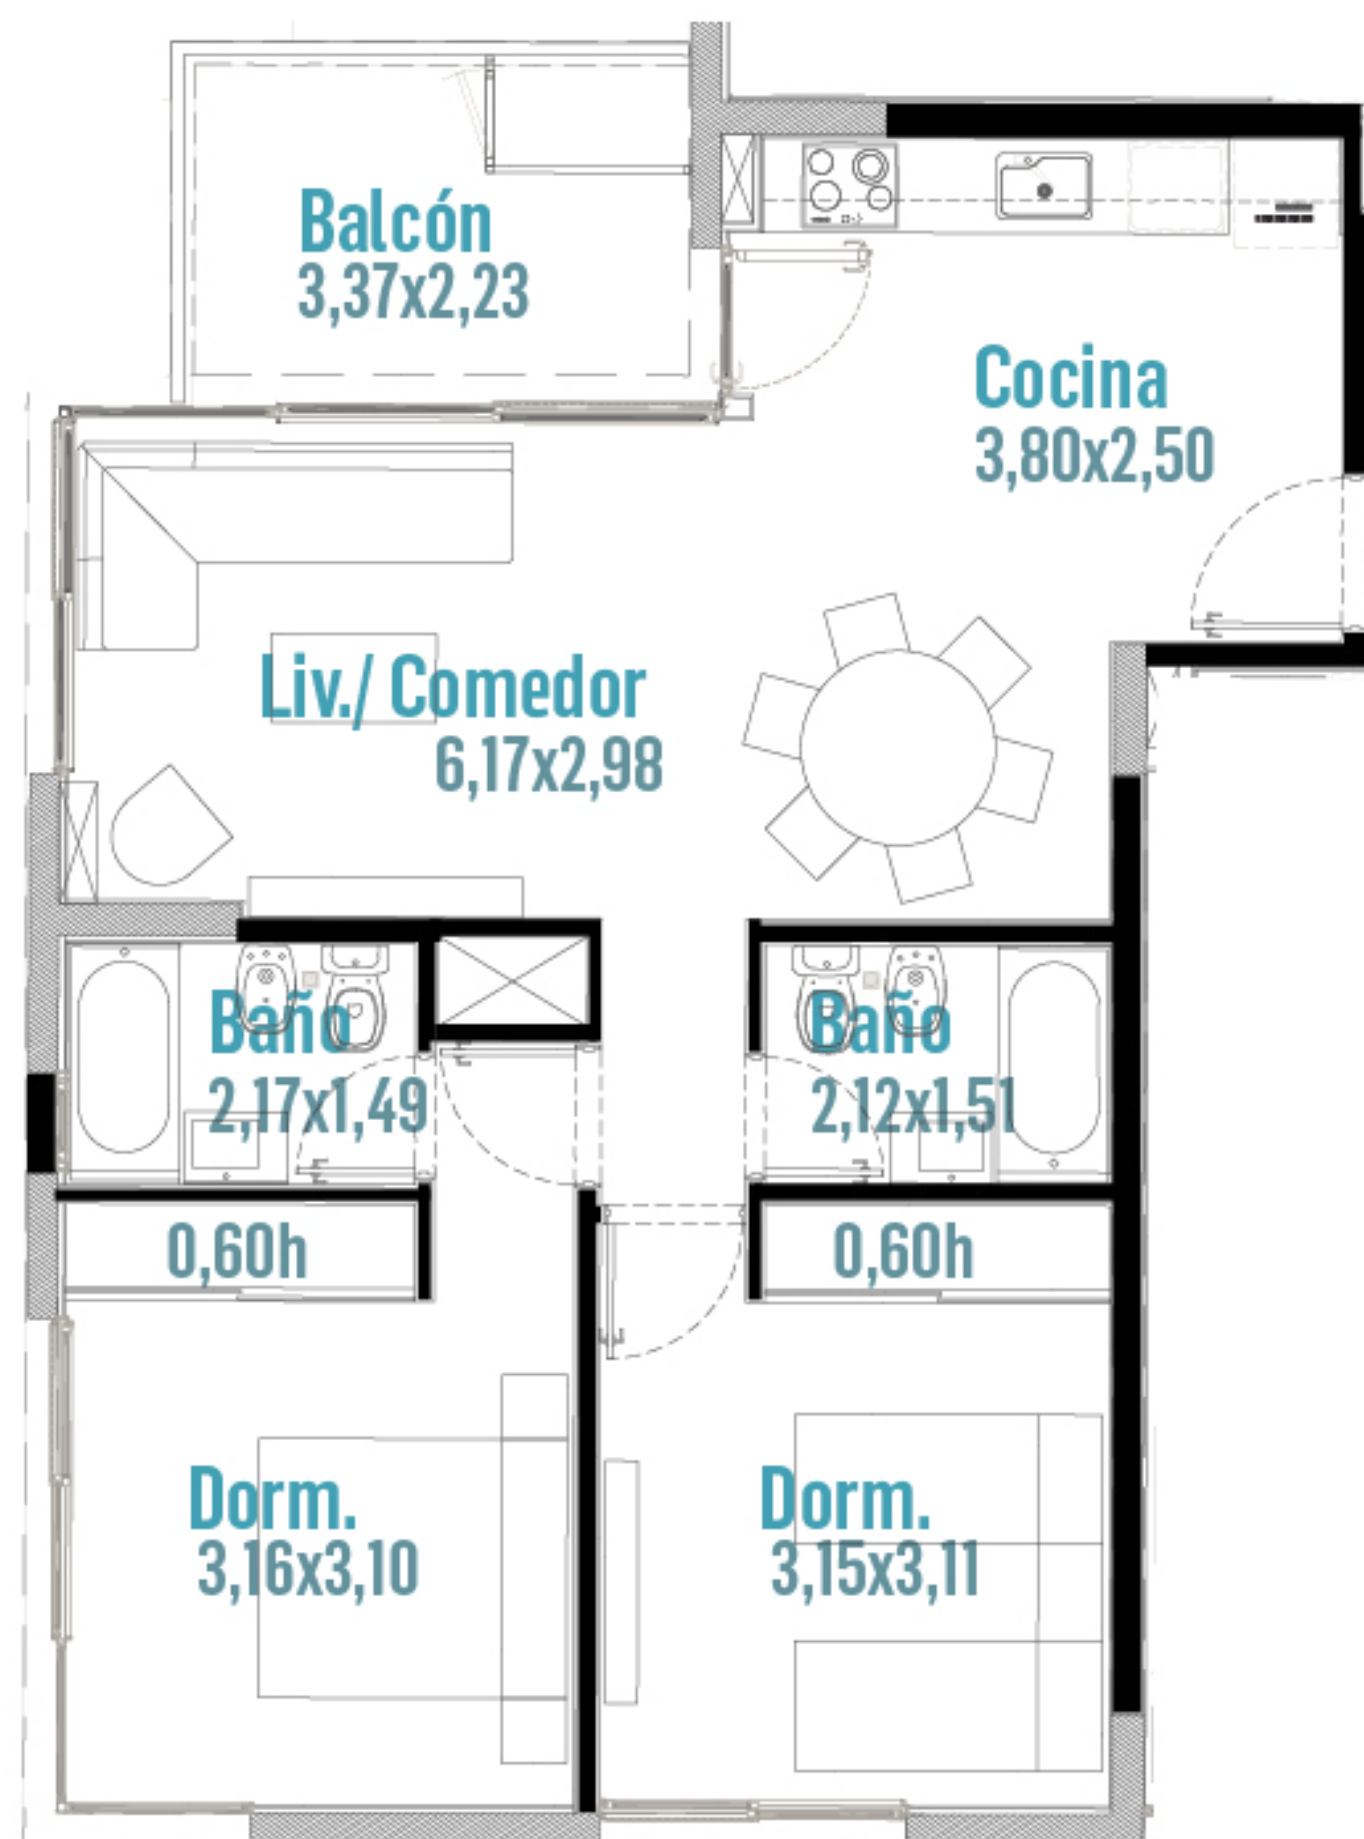 Balcón
3,37x2,23
Cocina
3,80x2,50
Liv./ Comedor
6,17x2,98
Baño
2,17x1,49
Baño
2,12x1,51
0,60h
0,60h
Dorm.
3,16x3,10
Dorm.
3,15x3,11